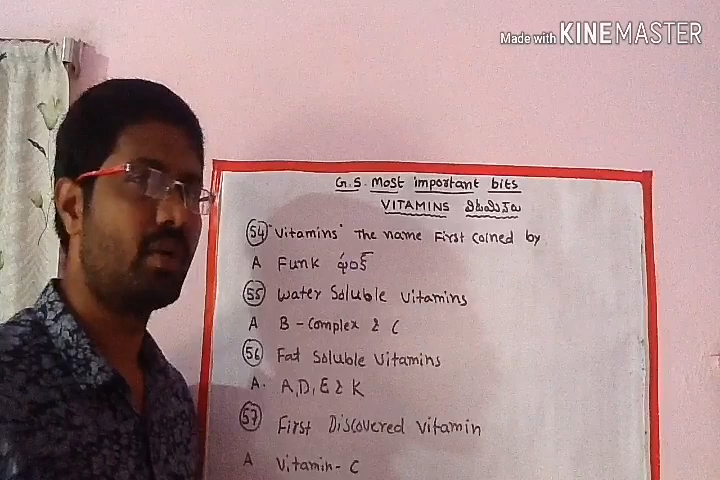 Made with KINEMASTER
G.S. Most important bits
VITAMINS విటమినులు
54 "Vitamins" The name First Coined by
A Funk ఫంక్
55 Water Soluble Vitamins
A B - Complex & C
56 Fat Soluble Vitamins
A. A, D, E & K
57 First Discovered Vitamin
A Vitamin - C